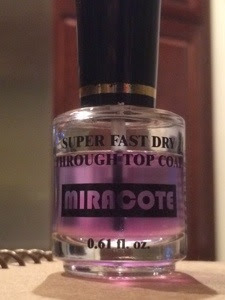 SUPER FAST DRY
THROUGH TOP COAT
MIRACOTE
0.61 fl. oz.